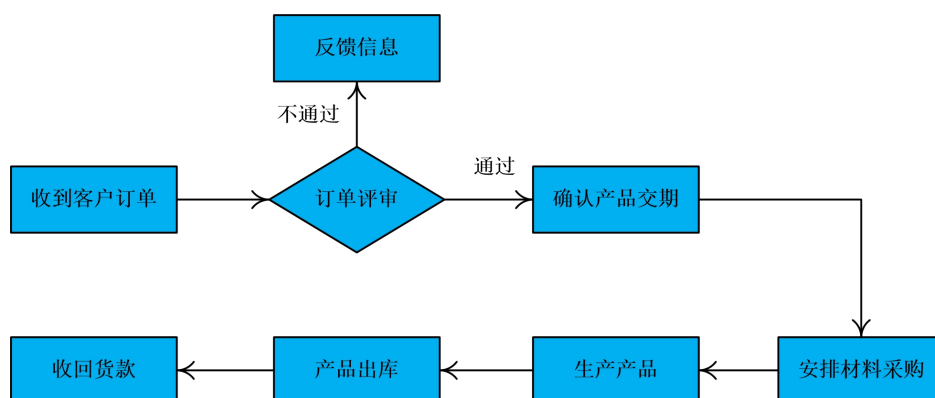 反馈信息
不通过
通过
收到客户订单
订单评审
确认产品交期
收回货款
产品出库
生产产品
安排材料采购